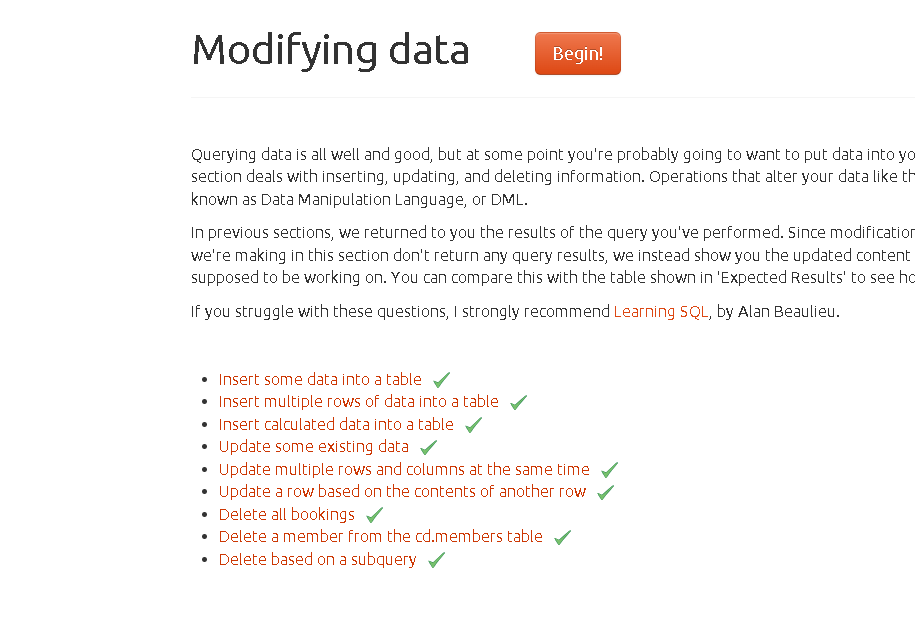 Modifying data
Begin!
Querying data is all well and good, but at some point you're probably going to want to put data into
section deals with inserting, updating, and deleting information. Operations that alter your data like
known as Data Manipulation Language, or DML.
In previous sections, we returned to you the results of the query you've performed. Since
we're making in this section don't return any query results, we instead show you the updated content
supposed to be working on. You can compare this with the table shown in 'Expected Results' to see
If you struggle with these questions, I strongly recommend Learning SQL, by Alan Beaulieu.
• Insert some data into a table
• Insert multiple rows of data into a table
• Insert calculated data into a table
• Update some existing data
• Update multiple rows and columns at the same time
• Update a row based on the contents of another row
• Delete all bookings
• Delete a member from the cd.members table
• Delete based on a subquery